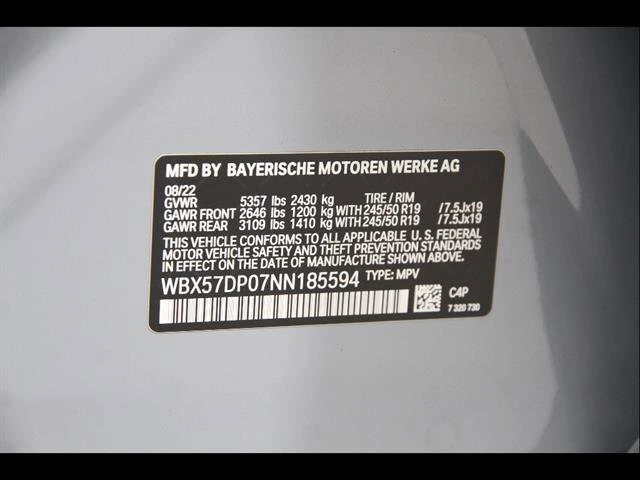 MFD BY BAYERISCHE MOTOREN WERKE AG
08/22
GVWR 5357 lbs 2430 kg TIRE / RIM
GAWR FRONT 2646 lbs 1200 kg WITH 245/50 R19 /7.5Jx19
GAWR REAR 3109 lbs 1410 kg WITH 245/50 R19 /7.5Jx19
THIS VEHICLE CONFORMS TO ALL APPLICABLE U. S. FEDERAL
MOTOR VEHICLE SAFETY, BUMPER, AND THEFT PREVENTION
STANDARDS IN EFFECT ON THE DATE OF MANUFACTURE SHOWN ABOVE.
WBX57DP07NN185594 TYPE: MPV
C4P
7 320 730